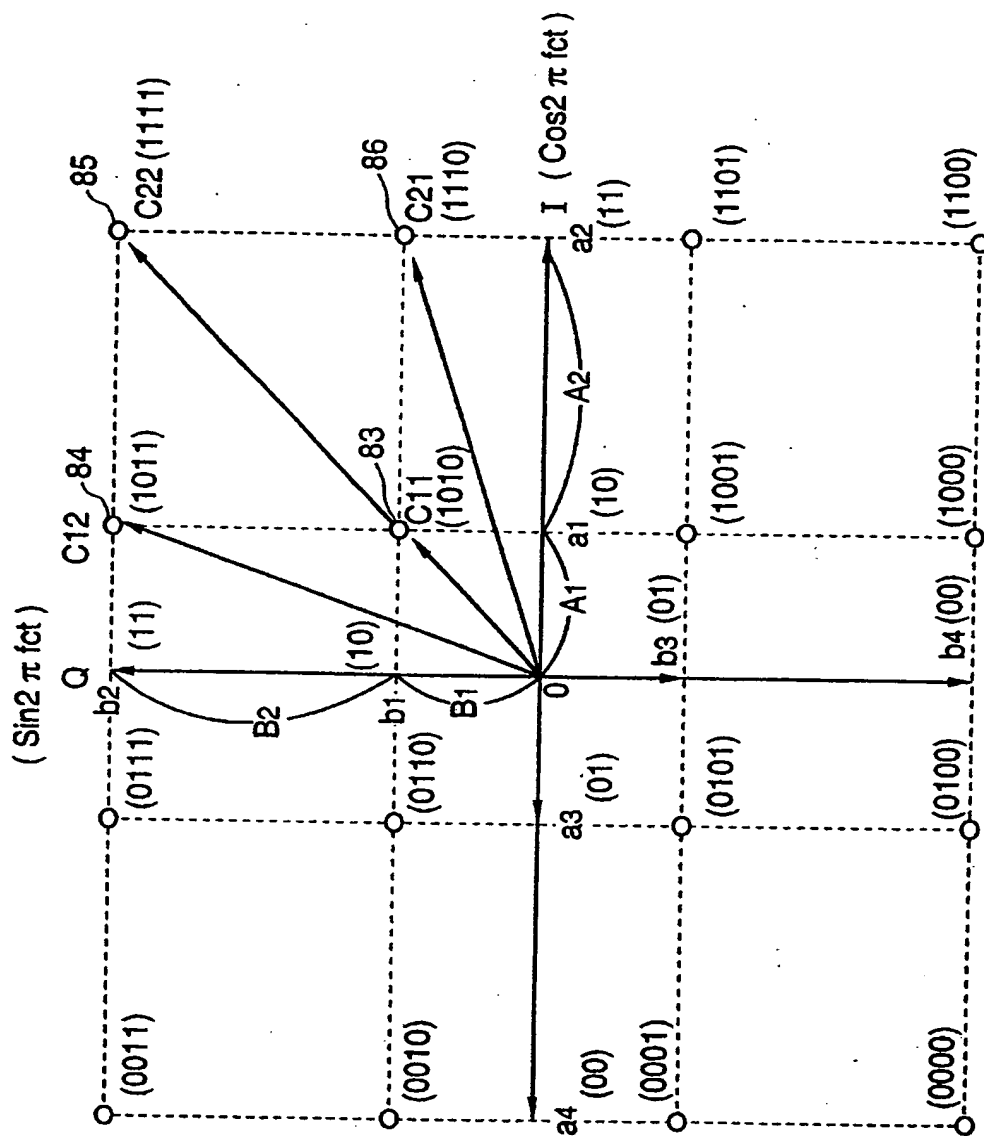 ( Sin2 π fct )
Q
C12
84
85
b2
(0011)
(0111)
(11)
(1011)
C22 (1111)
B2
(10)
83
86
b1
(0010)
(0110)
C11
(1010)
C21
(1110)
B1
0
I ( Cos2 π fct )
a4
a3
A1
a1
A2
a2
(00)
(01)
(10)
(11)
(0001)
b3 (01)
(0101)
(1001)
(1101)
(0000)
(0100)
b4 (00)
(1000)
(1100)